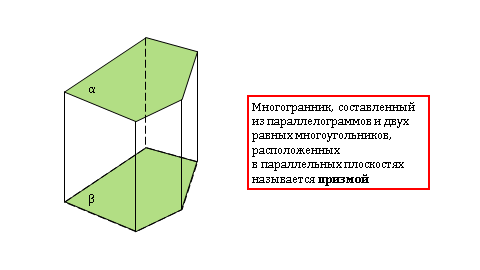 α
β
Многогранник, составленный
из параллелограммов и двух
равных многоугольников,
расположенных
в параллельных плоскостях
называется призмой